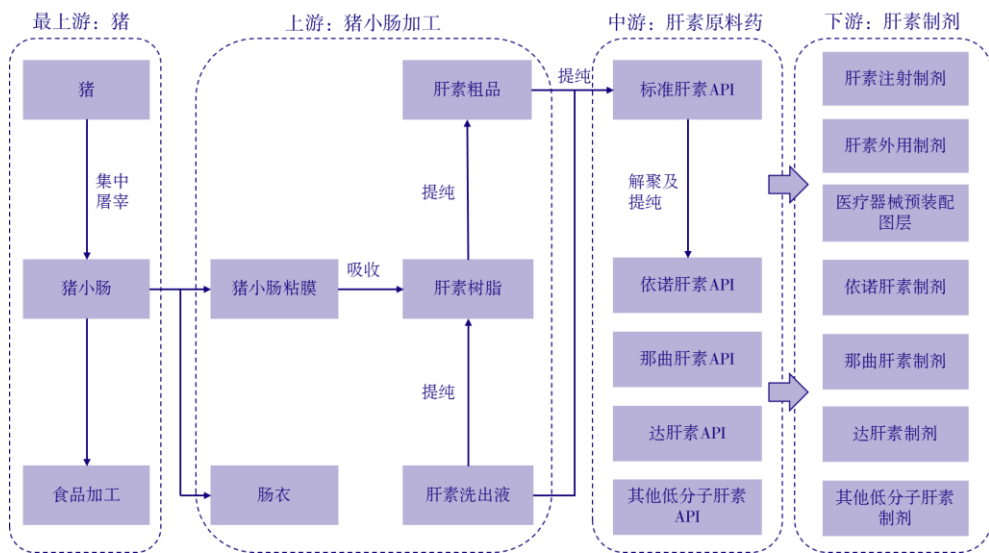 最上游：猪
上游：猪小肠加工
中游：肝素原料药
下游：肝素制剂
猪
集中
屠宰
猪小肠
食品加工
肝素粗品
提纯
提纯
猪小肠粘膜
吸收
肝素树脂
提纯
肠衣
肝素洗出液
标准肝素API
解聚及
提纯
依诺肝素API
那曲肝素API
达肝素API
其他低分子肝素
API
肝素注射制剂
肝素外用制剂
医疗器械预装配
图层
依诺肝素制剂
那曲肝素制剂
达肝素制剂
其他低分子肝素
制剂